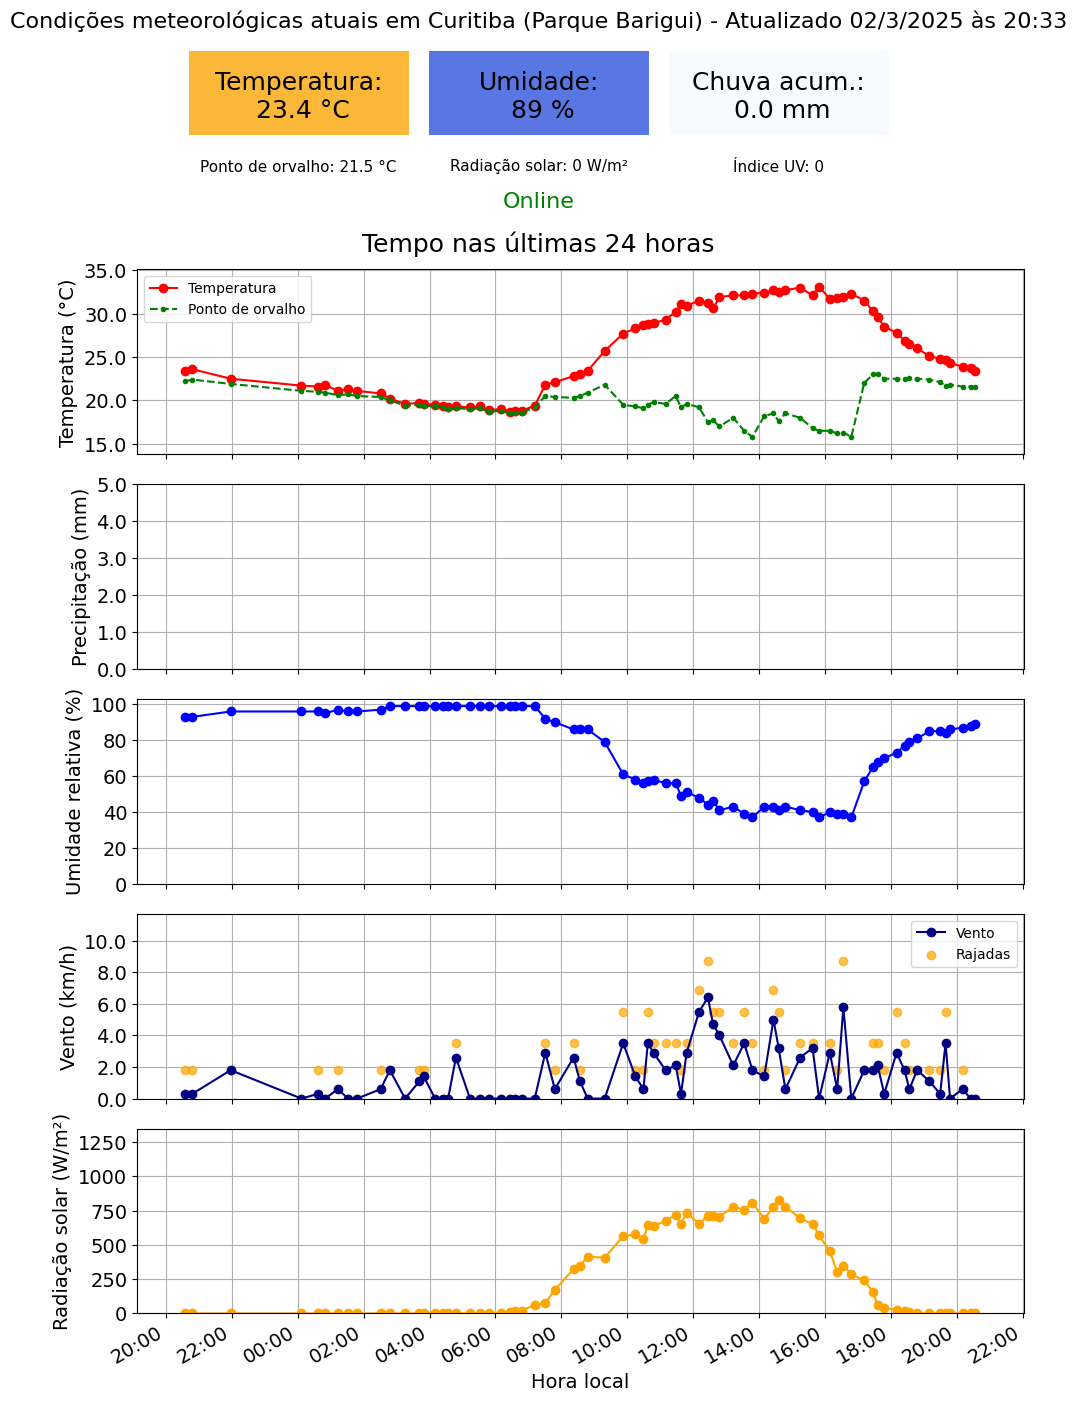 Condições meteorológicas atuais em Curitiba (Parque Barigui) - Atualizado 02/3/2025 às 20:33
Temperatura:
23.4 °C
Umidade:
89 %
Chuva acum.:
0.0 mm
Ponto de orvalho: 21.5 °C
Radiação solar: 0 W/m²
Índice UV: 0
Online
Tempo nas últimas 24 horas
Temperatura (°C)
35.0
30.0
25.0
20.0
15.0
Temperatura
Ponto de orvalho
Precipitação (mm)
5.0
4.0
3.0
2.0
1.0
0.0
Umidade relativa (%)
100
80
60
40
20
0
Vento (km/h)
10.0
8.0
6.0
4.0
2.0
0.0
Vento
Rajadas
Radiação solar (W/m²)
1250
1000
750
500
250
0
20:00
22:00
00:00
02:00
04:00
06:00
08:00
10:00
12:00
14:00
16:00
18:00
20:00
22:00
Hora local